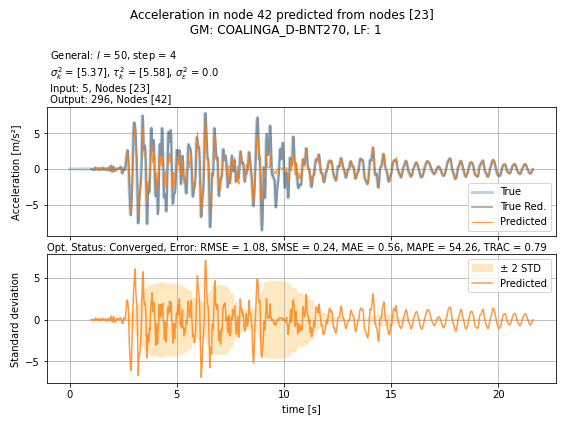 Acceleration in node 42 predicted from nodes [23]
GM: COALINGA_D-BNT270, LF: 1
General: l = 50, step = 4
σ²ₖ = [5.37], τ²ₖ = [5.58], σ²ε = 0.0
Input: 5, Nodes [23]
Output: 296, Nodes [42]
Acceleration [m/s²]
5
0
−5
True
True Red.
Predicted
Opt. Status: Converged, Error: RMSE = 1.08, SMSE = 0.24, MAE = 0.56, MAPE = 54.26, TRAC = 0.79
Standard deviation
5
0
−5
± 2 STD
Predicted
0 5 10 15 20
time [s]